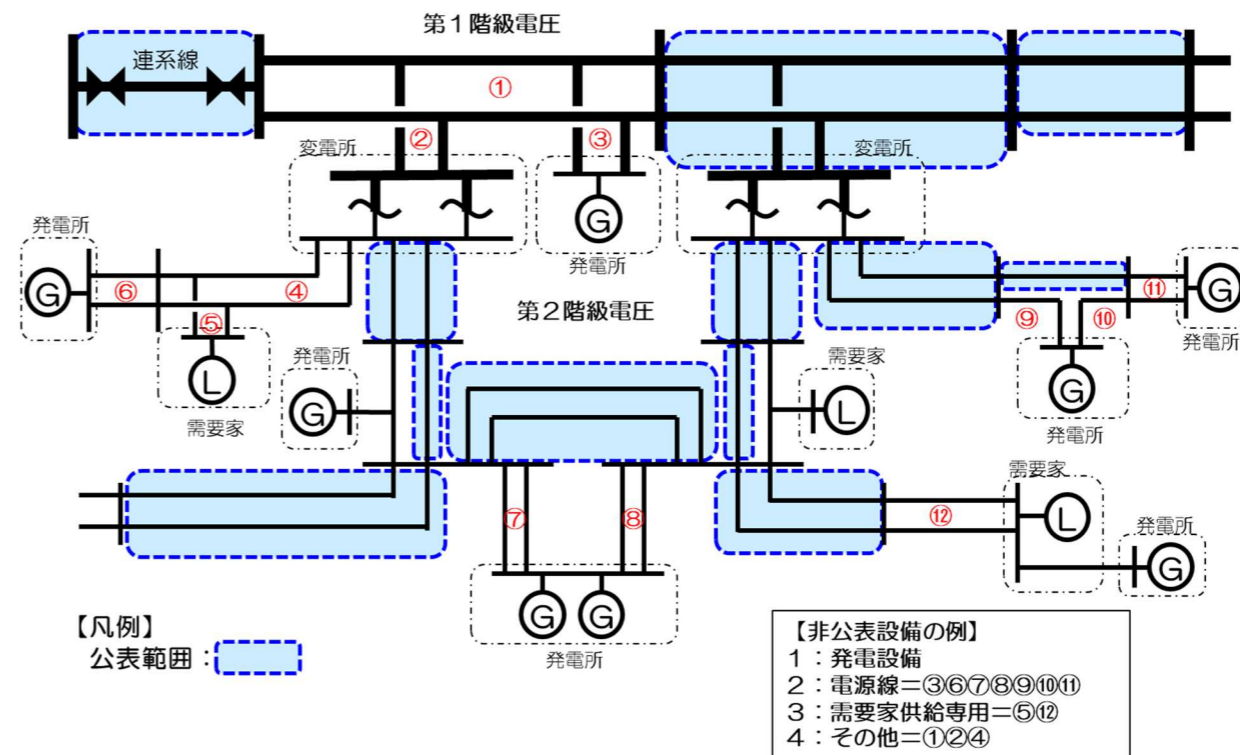 第１階級電圧
連系線
①
②
③
変電所
変電所
G
発電所
発電所
G
⑥
④
⑤
L
需要家
第２階級電圧
⑨
⑩
⑪
G
発電所
G
発電所
発電所
G
需要家
L
⑦
⑧
G
G
発電所
⑫
需要家
L
発電所
G
【凡例】
公表範囲：
【非公表設備の例】
１：発電設備
２：電源線＝③⑥⑦⑧⑨⑩⑪
３：需要家供給専用＝⑤⑫
４：その他＝①②④